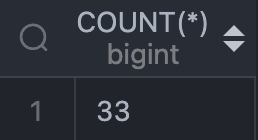 COUNT(*)
bigint
1 33